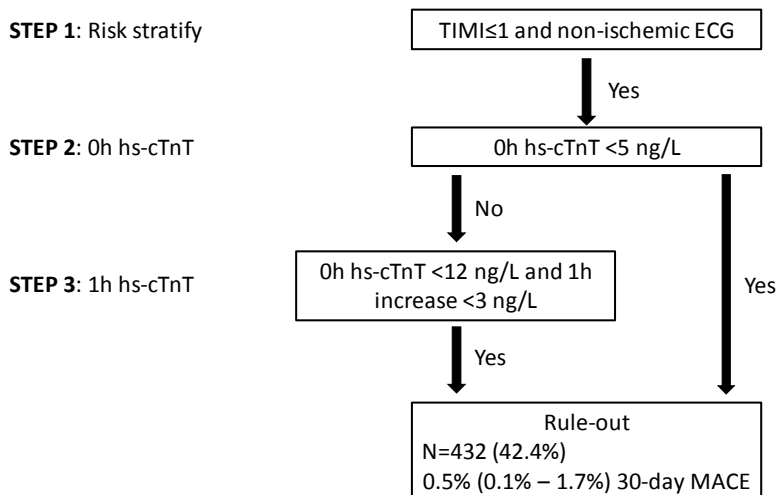 STEP 1: Risk stratify
TIMI≤1 and non-ischemic ECG
Yes
STEP 2: 0h hs-cTnT
0h hs-cTnT <5 ng/L
No
STEP 3: 1h hs-cTnT
0h hs-cTnT <12 ng/L and 1h
increase <3 ng/L
Yes
Yes
Rule-out
N=432 (42.4%)
0.5% (0.1% – 1.7%) 30-day MACE